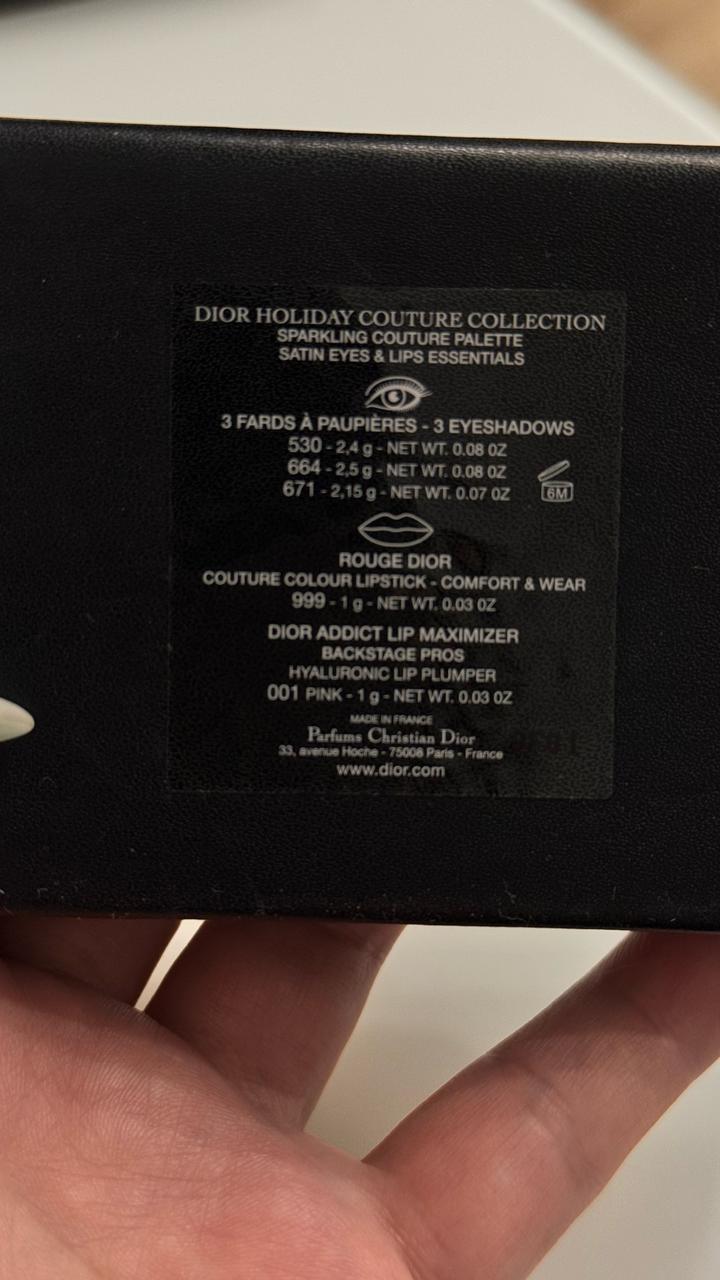 DIOR HOLIDAY COUTURE COLLECTION
SPARKLING COUTURE PALETTE
SATIN EYES & LIPS ESSENTIALS
3 FARDS À PAUPIÈRES - 3 EYESHADOWS
530 - 2,4 g - NET WT. 0.08 OZ
664 - 2,5 g - NET WT. 0.08 OZ
671 - 2,15 g - NET WT. 0.07 OZ
6M
ROUGE DIOR
COUTURE COLOUR LIPSTICK - COMFORT & WEAR
999 - 1 g - NET WT. 0.03 OZ
DIOR ADDICT LIP MAXIMIZER
BACKSTAGE PROS
HYALURONIC LIP PLUMPER
001 PINK - 1 g - NET WT. 0.03 OZ
MADE IN FRANCE
Parfums Christian Dior
33, avenue Hoche - 75008 Paris - France
www.dior.com